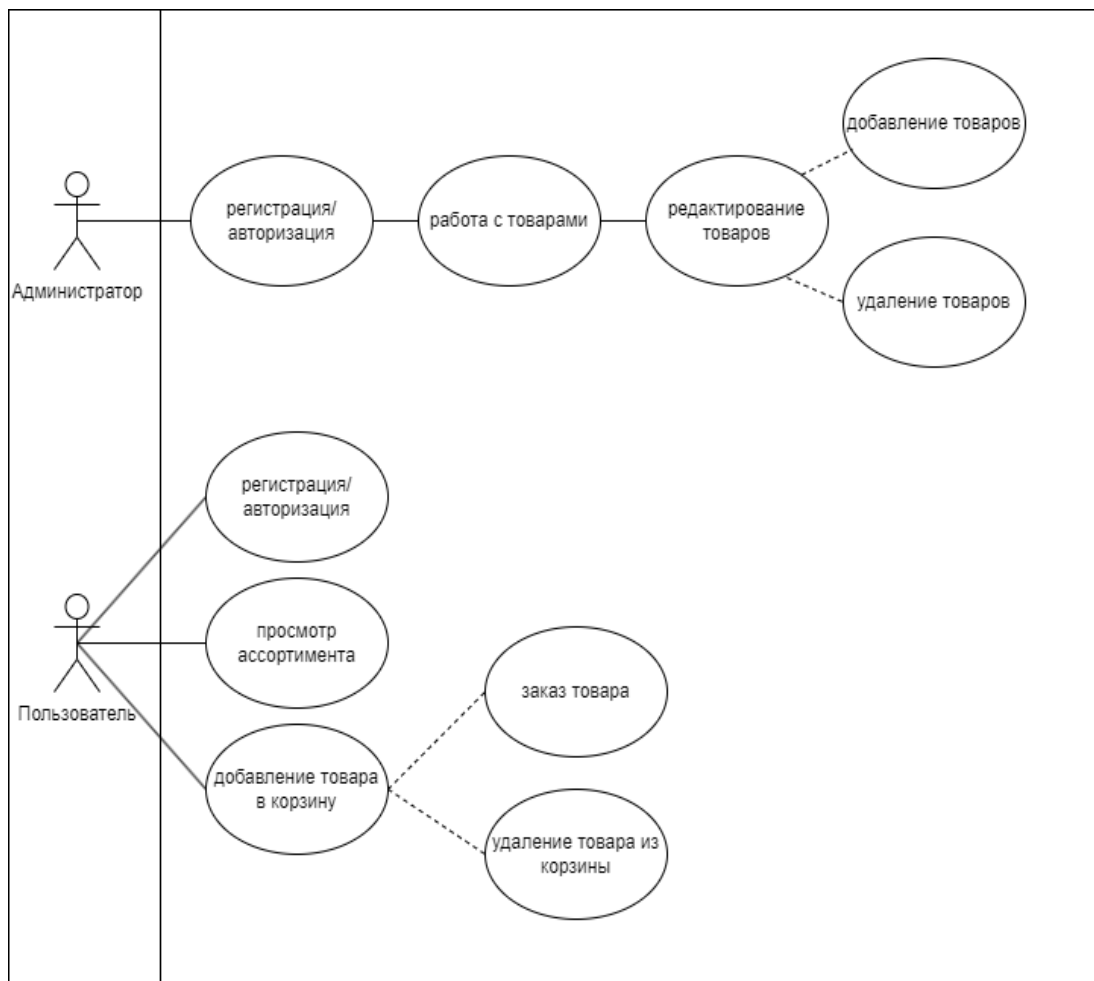 добавление товаров
регистрация/
авторизация
работа с товарами
редактирование
товаров
Администратор
удаление товаров
регистрация/
авторизация
просмотр
ассортимента
Пользователь
заказ товара
добавление товара
в корзину
удаление товара из
корзины